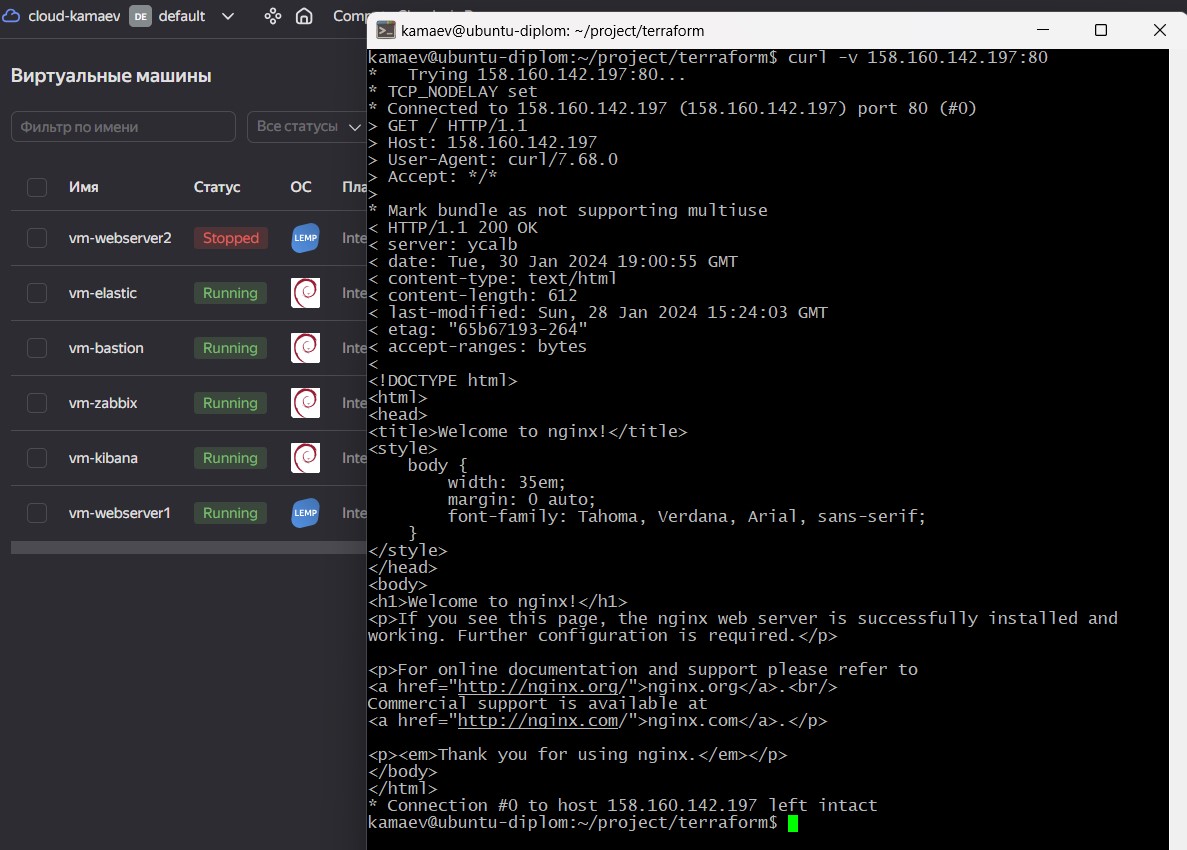 cloud-kamaev DE default
Виртуальные машины
Фильтр по имени Все статусы
Имя Статус ОС
vm-webserver2 Stopped LEMP
vm-elastic Running
vm-bastion Running
vm-zabbix Running
vm-kibana Running
vm-webserver1 Running LEMP
kamaev@ubuntu-diplom: ~/project/terraform
kamaev@ubuntu-diplom:~/project/terraform$ curl -v 158.160.142.197:80
*   Trying 158.160.142.197:80...
* TCP_NODELAY set
* Connected to 158.160.142.197 (158.160.142.197) port 80 (#0)
> GET / HTTP/1.1
> Host: 158.160.142.197
> User-Agent: curl/7.68.0
> Accept: */*
>
* Mark bundle as not supporting multiuse
< HTTP/1.1 200 OK
< server: ycalb
< date: Tue, 30 Jan 2024 19:00:55 GMT
< content-type: text/html
< content-length: 612
< last-modified: Sun, 28 Jan 2024 15:24:03 GMT
< etag: "65b67193-264"
< accept-ranges: bytes
<
<!DOCTYPE html>
<html>
<head>
<title>Welcome to nginx!</title>
<style>
    body {
        width: 35em;
        margin: 0 auto;
        font-family: Tahoma, Verdana, Arial, sans-serif;
    }
</style>
</head>
<body>
<h1>Welcome to nginx!</h1>
<p>If you see this page, the nginx web server is successfully installed and
working. Further configuration is required.</p>
<p>For online documentation and support please refer to
<a href="http://nginx.org/">nginx.org</a>.<br/>
Commercial support is available at
<a href="http://nginx.com/">nginx.com</a>.</p>
<p><em>Thank you for using nginx.</em></p>
</body>
</html>
* Connection #0 to host 158.160.142.197 left intact
kamaev@ubuntu-diplom:~/project/terraform$